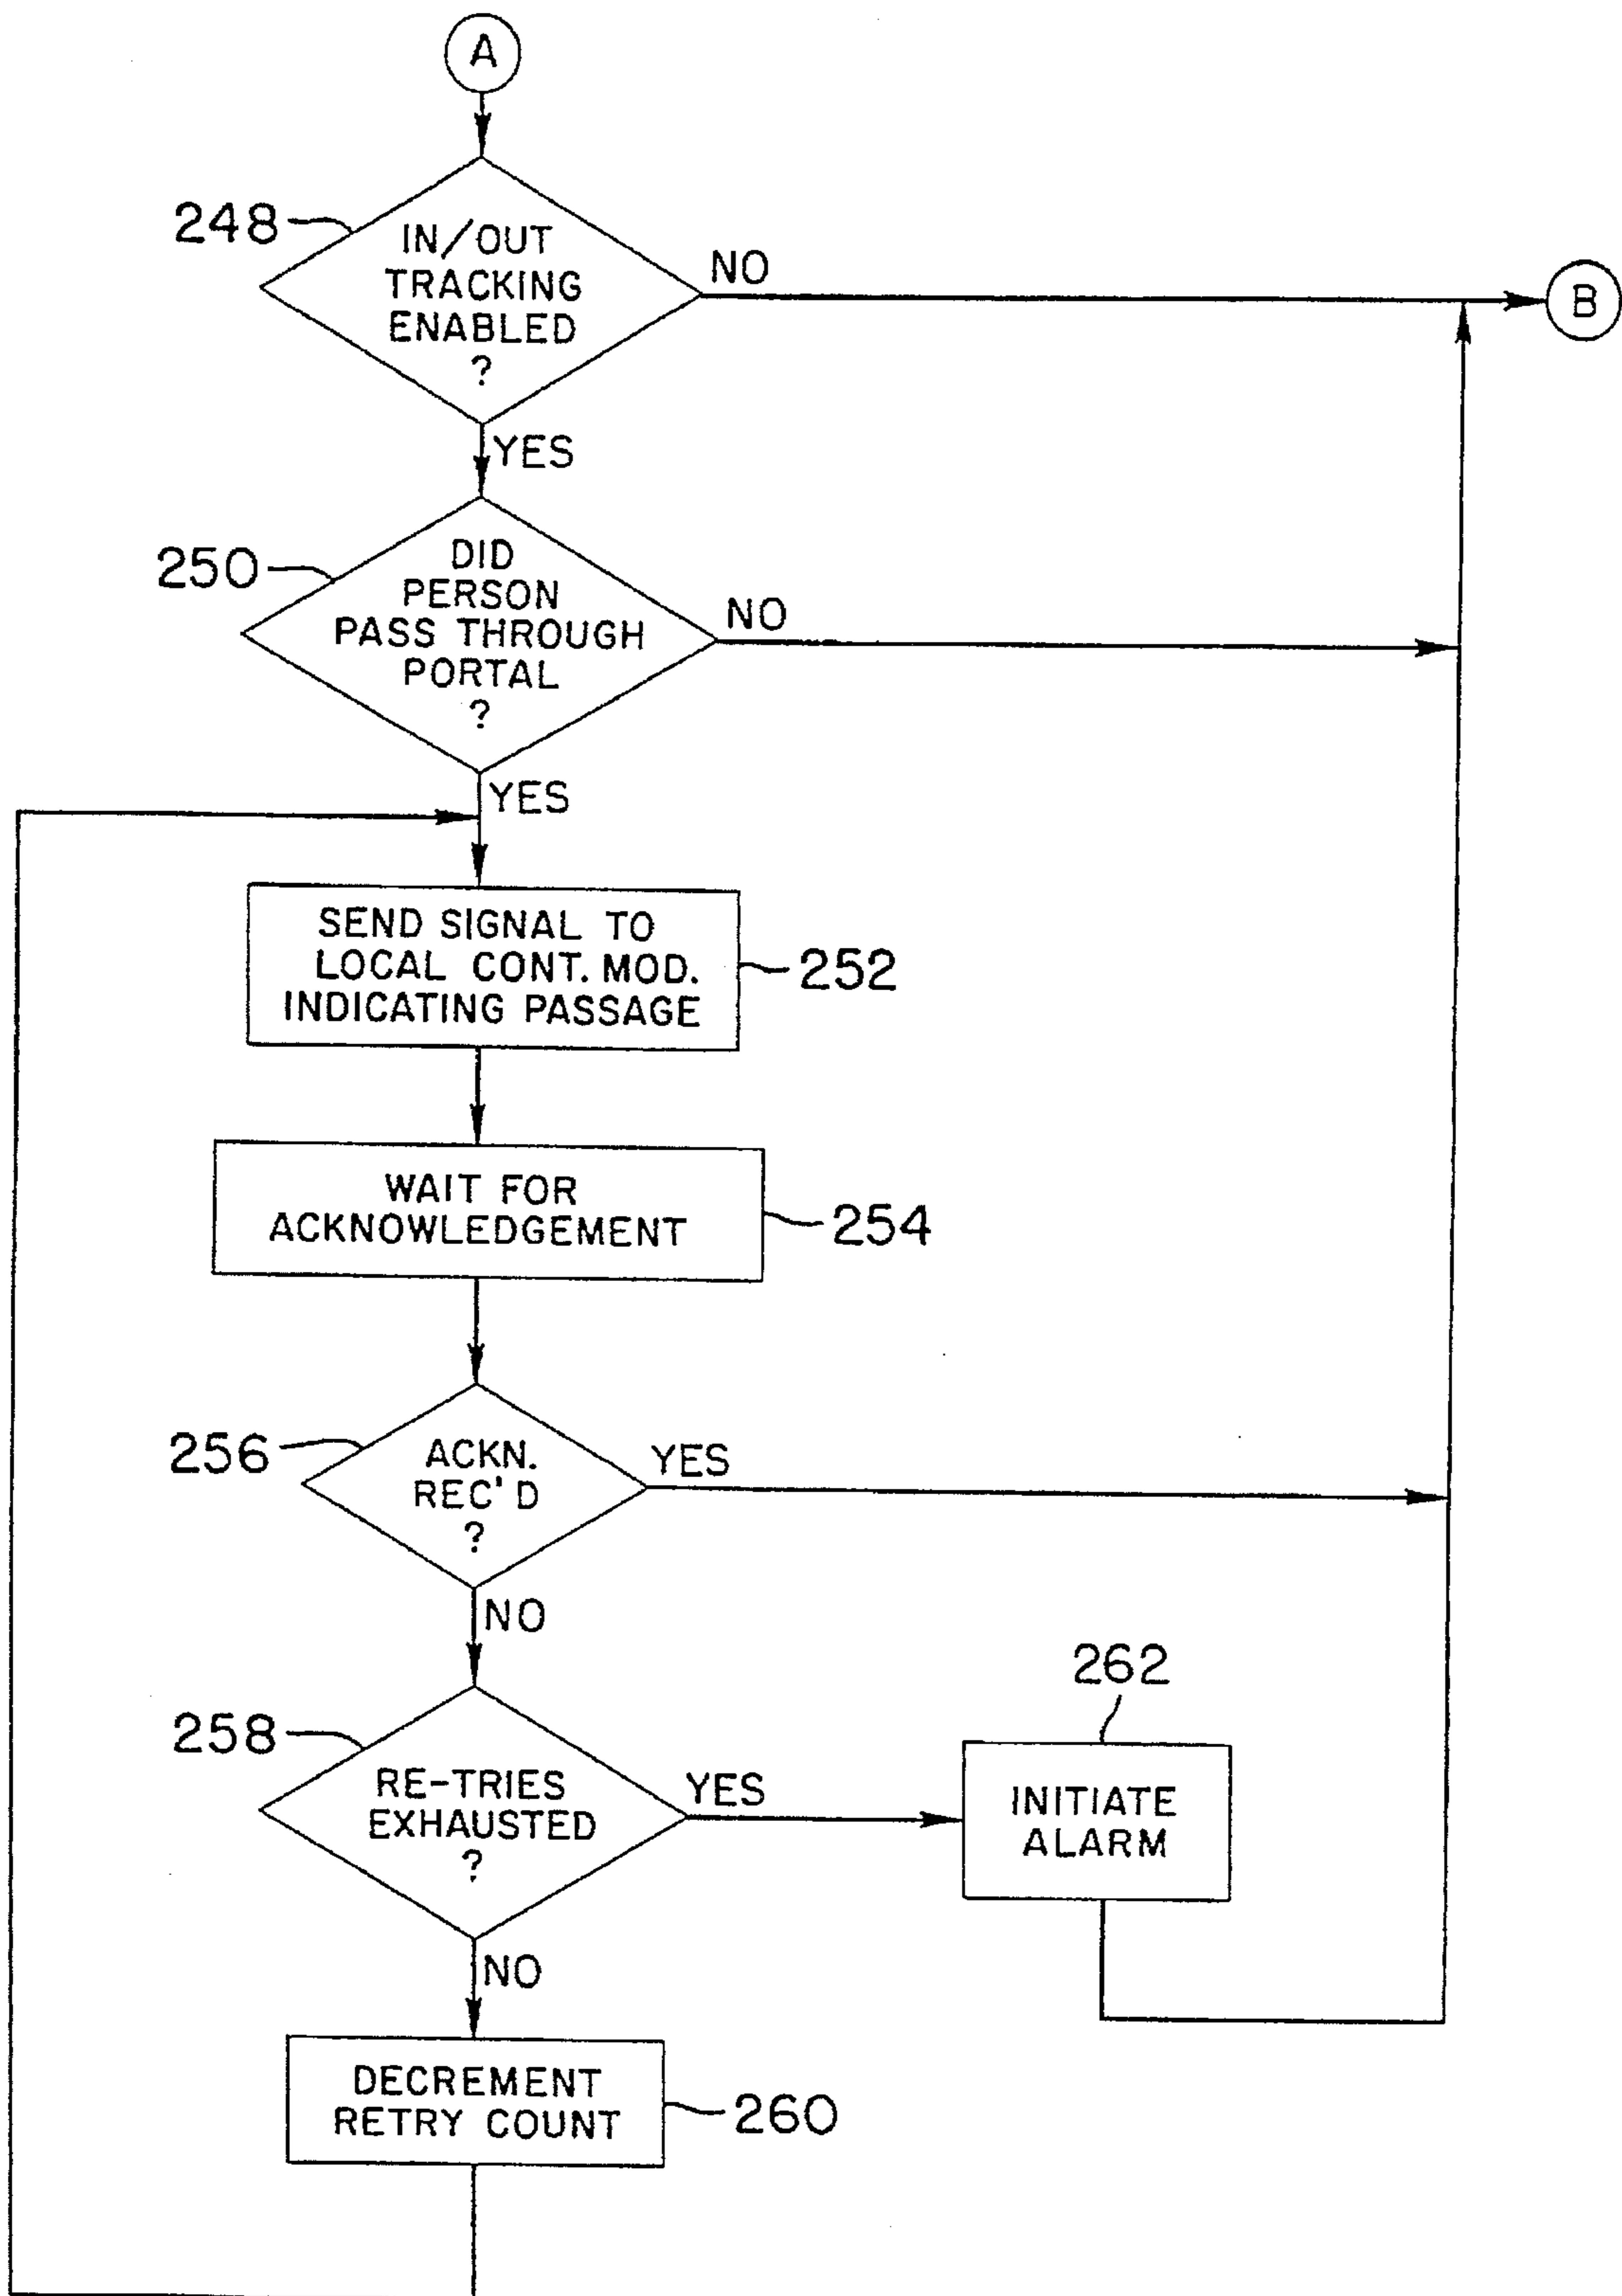 A
248
IN/OUT
TRACKING
ENABLED
?
NO
B
YES
250
DID
PERSON
PASS THROUGH
PORTAL
?
NO
YES
SEND SIGNAL TO
LOCAL CONT. MOD.
INDICATING PASSAGE
252
WAIT FOR
ACKNOWLEDGEMENT
254
256
ACKN.
REC'D
?
YES
NO
258
RE-TRIES
EXHAUSTED
?
YES
262
INITIATE
ALARM
NO
DECREMENT
RETRY COUNT
260